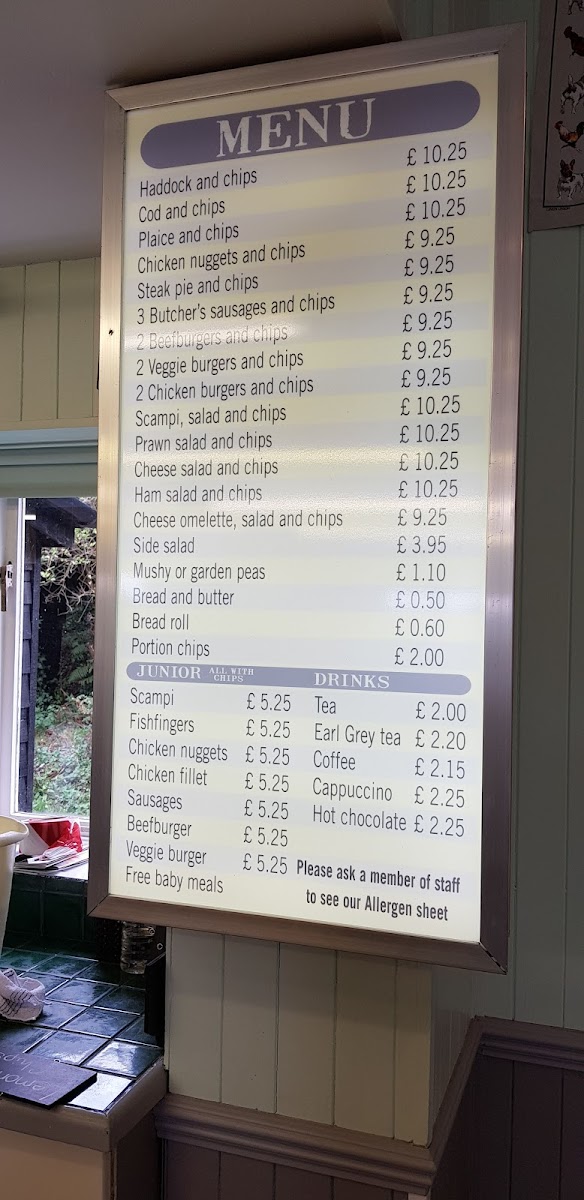 MENU
Haddock and chips £ 10.25
Cod and chips £ 10.25
Plaice and chips £ 10.25
Chicken nuggets and chips £ 9.25
Steak pie and chips £ 9.25
3 Butcher's sausages and chips £ 9.25
2 Beefburgers and chips £ 9.25
2 Veggie burgers and chips £ 9.25
2 Chicken burgers and chips £ 9.25
Scampi, salad and chips £ 10.25
Prawn salad and chips £ 10.25
Cheese salad and chips £ 10.25
Ham salad and chips £ 10.25
Cheese omelette, salad and chips £ 9.25
Side salad £ 3.95
Mushy or garden peas £ 1.10
Bread and butter £ 0.50
Bread roll £ 0.60
Portion chips £ 2.00
JUNIOR ALL WITH CHIPS
Scampi £ 5.25
Fishfingers £ 5.25
Chicken nuggets £ 5.25
Chicken fillet £ 5.25
Sausages £ 5.25
Beefburger £ 5.25
Veggie burger £ 5.25
Free baby meals
DRINKS
Tea £ 2.00
Earl Grey tea £ 2.20
Coffee £ 2.15
Cappuccino £ 2.25
Hot chocolate £ 2.25
Please ask a member of staff
to see our Allergen sheet